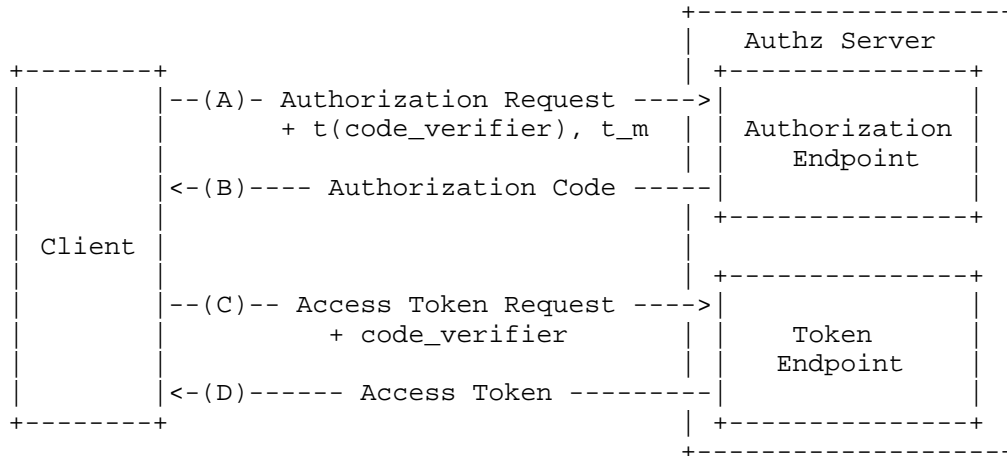 Authz Server
--(A)- Authorization Request ---->
+ t(code_verifier), t_m
Authorization
Endpoint
<-(B)---- Authorization Code -----
Client
--(C)-- Access Token Request ---->
+ code_verifier
Token
Endpoint
<-(D)------ Access Token ---------